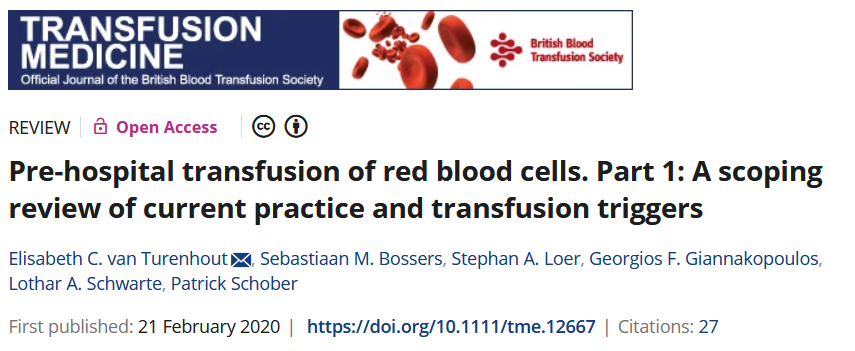 TRANSFUSION
MEDICINE
Official Journal of the British Blood Transfusion Society
British Blood
Transfusion Society
REVIEW
Open Access
cc
Pre-hospital transfusion of red blood cells. Part 1: A scoping
review of current practice and transfusion triggers
Elisabeth C. van Turenhout, Sebastiaan M. Bossers, Stephan A. Loer, Georgios F. Giannakopoulos,
Lothar A. Schwarte, Patrick Schober
First published: 21 February 2020 | https://doi.org/10.1111/tme.12667 | Citations: 27